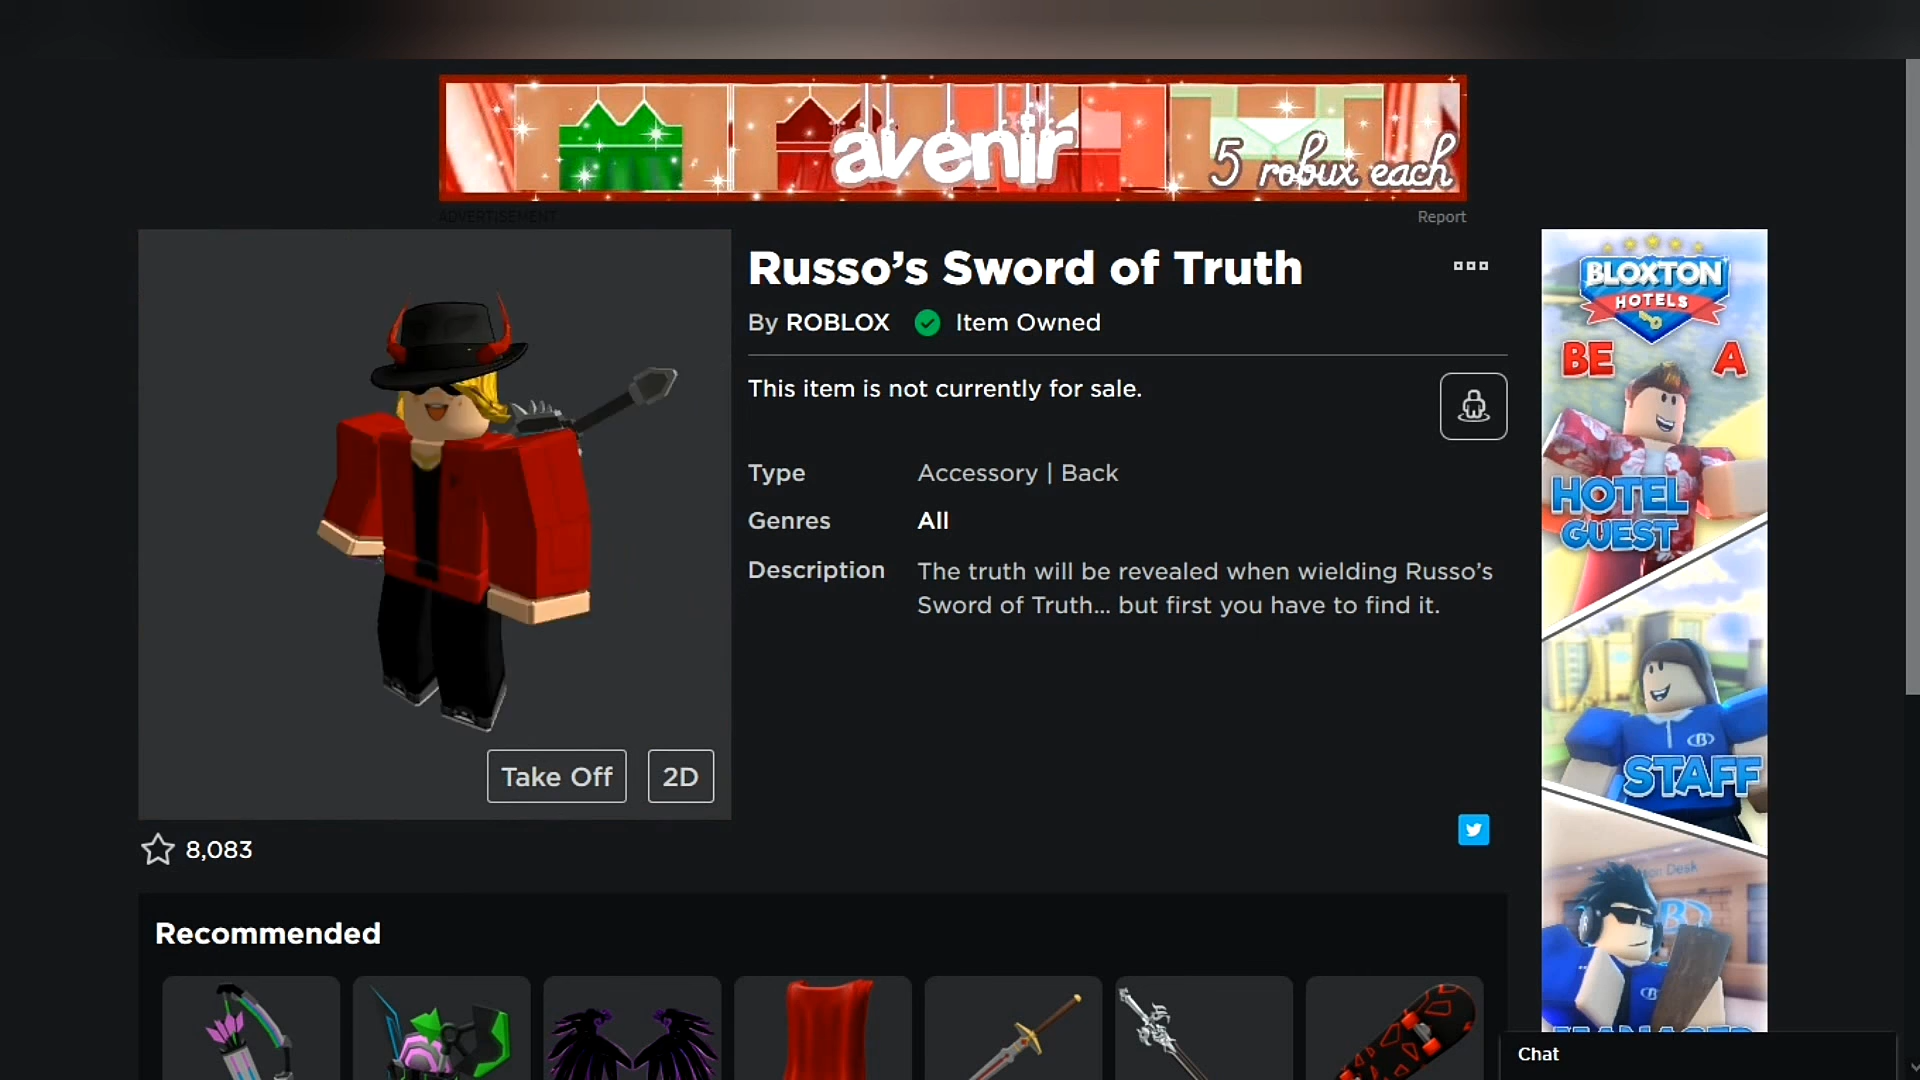 avenir
5 robux each
ADVERTISEMENT
Report
Russo’s Sword of Truth
By ROBLOX
Item Owned
This item is not currently for sale.
Type
Accessory | Back
Genres
All
Description
The truth will be revealed when wielding Russo’s
Sword of Truth... but first you have to find it.
Take Off
2D
8,083
Recommended
BLOXTON
HOTELS
BE A
HOTEL
GUEST
STAFF
Desk
MANAGER
Chat